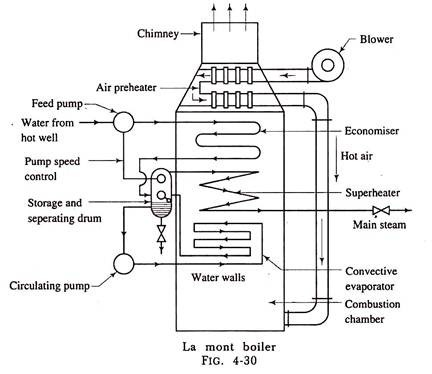 Chimney
Blower
Air preheater
Feed pump
Water from
hot well
Economiser
Hot air
Pump speed
control
Superheater
Storage and
seperating drum
Main steam
Water walls
Convective
evaporator
Circulating pump
Combustion
chamber
La mont boiler
FIG. 4-30